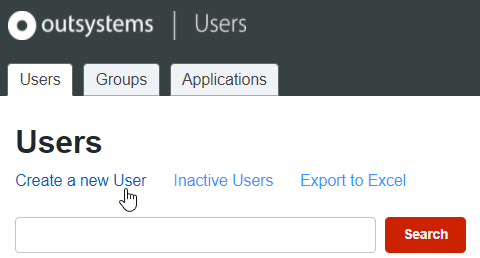 outsystems | Users
Users Groups Applications
Users
Create a new User Inactive Users Export to Excel
Search